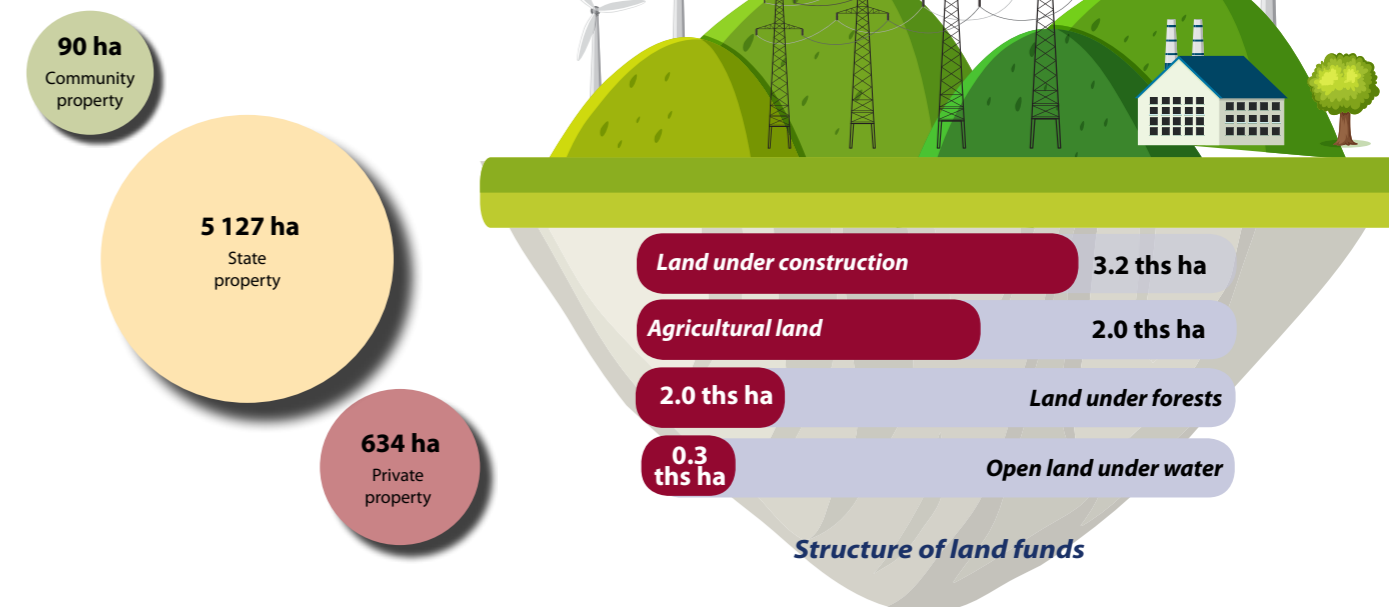 90 ha
Community
property
5 127 ha
State
property
634 ha
Private
property
Land under construction 3.2 ths ha
Agricultural land 2.0 ths ha
2.0 ths ha Land under forests
0.3
ths ha
Open land under water
Structure of land funds